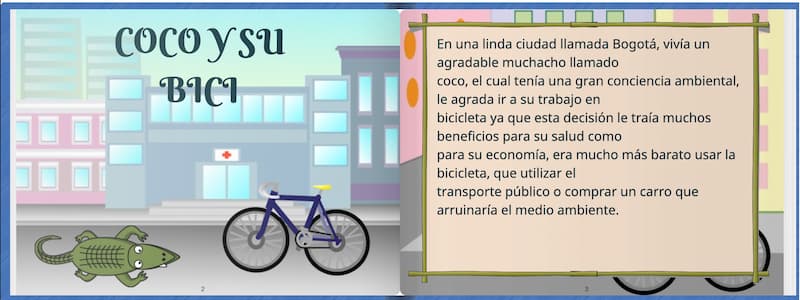 COCO Y SU
BICI
2
En una linda ciudad llamada Bogotá, vivía un
agradable muchacho llamado
coco, el cual tenía una gran conciencia ambiental,
le agrada ir a su trabajo en
bicicleta ya que esta decisión le traía muchos
beneficios para su salud como
para su economía, era mucho más barato usar la
bicicleta, que utilizar el
transporte público o comprar un carro que
arruinaría el medio ambiente.
3